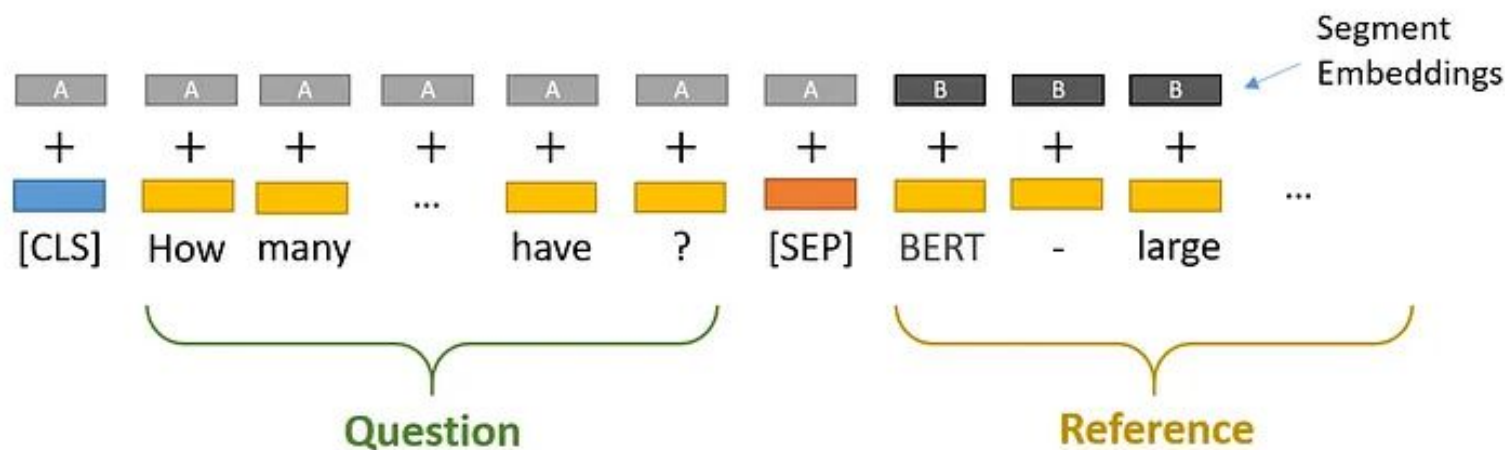 Segment
Embeddings
A A A A A A A B B B
+ + + + + + + + + +
... ...
[CLS] How many have ? [SEP] BERT - large
Question Reference